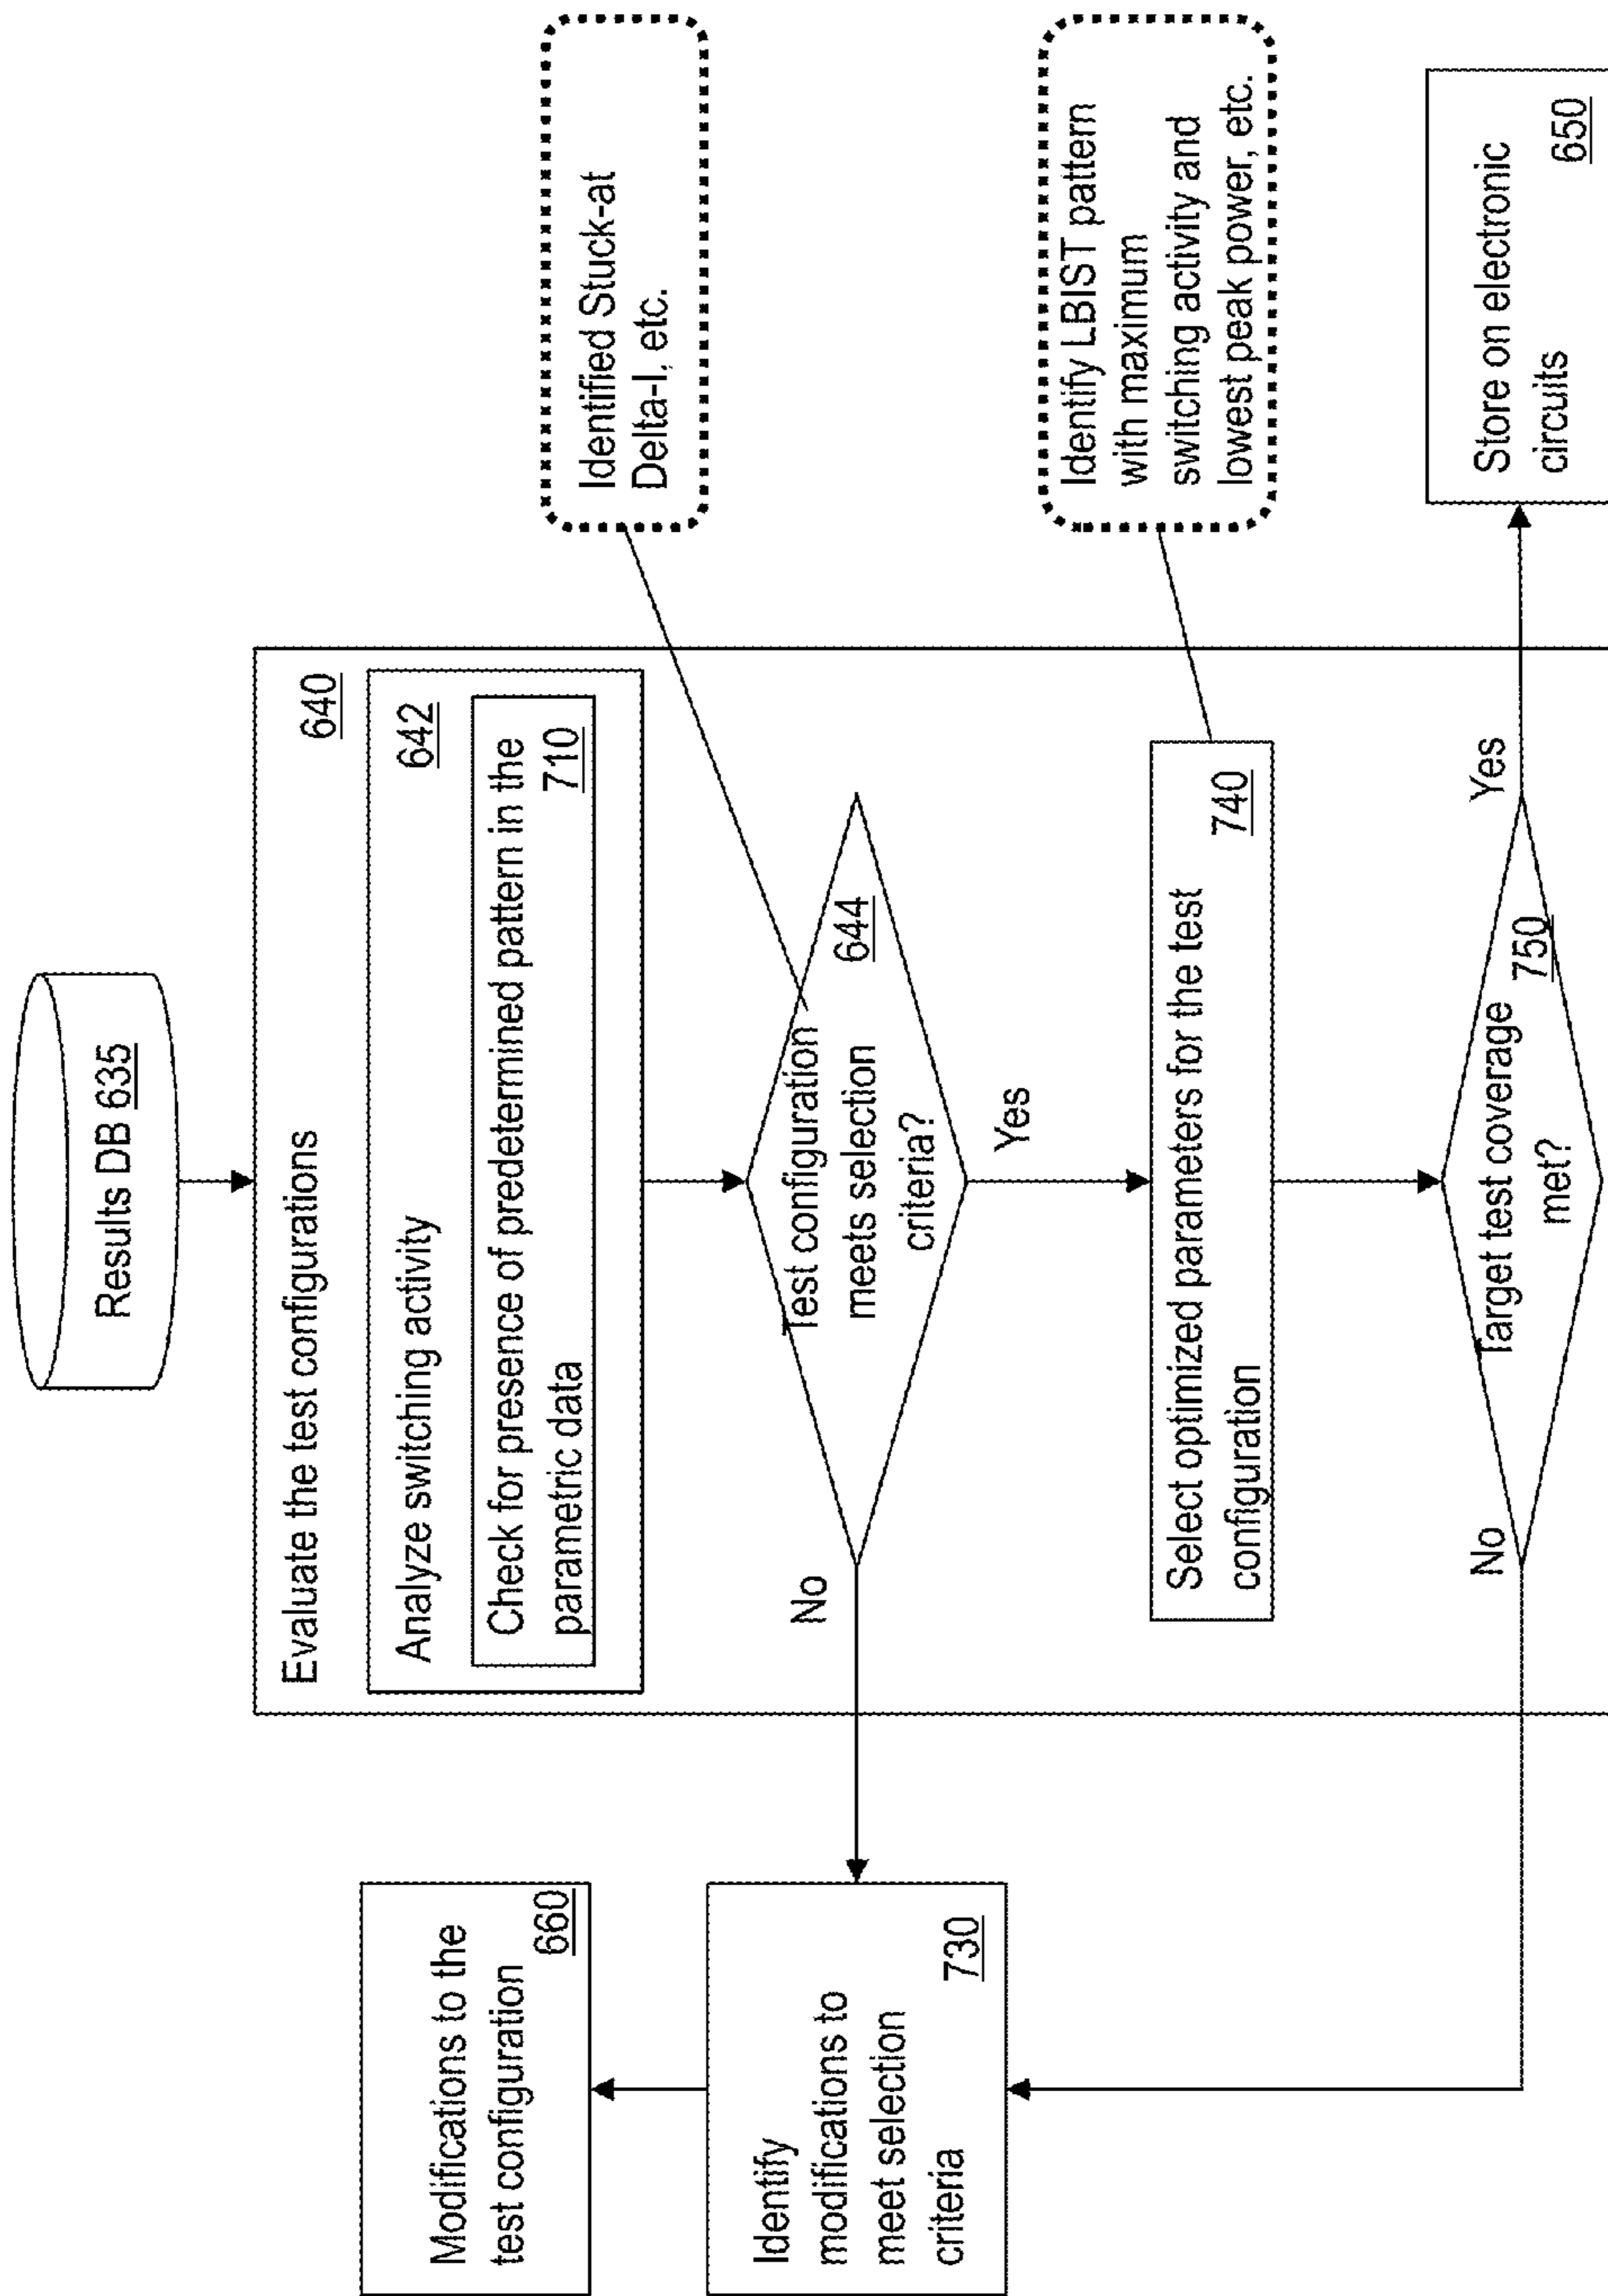 Results DB 635
Evaluate the test configurations
640
Analyze switching activity
642
Check for presence of predetermined pattern in the
parametric data
710
Test configuration
meets selection
criteria?
644
Identified Stuck-at
Delta-I, etc.
No
Yes
Modifications to the
test configuration
660
Identify
modifications to
meet selection
criteria
730
Select optimized parameters for the test
configuration
740
Identify LBIST pattern
with maximum
switching activity and
lowest peak power, etc.
Target test coverage
750
met?
No
Yes
Store on electronic
circuits
650